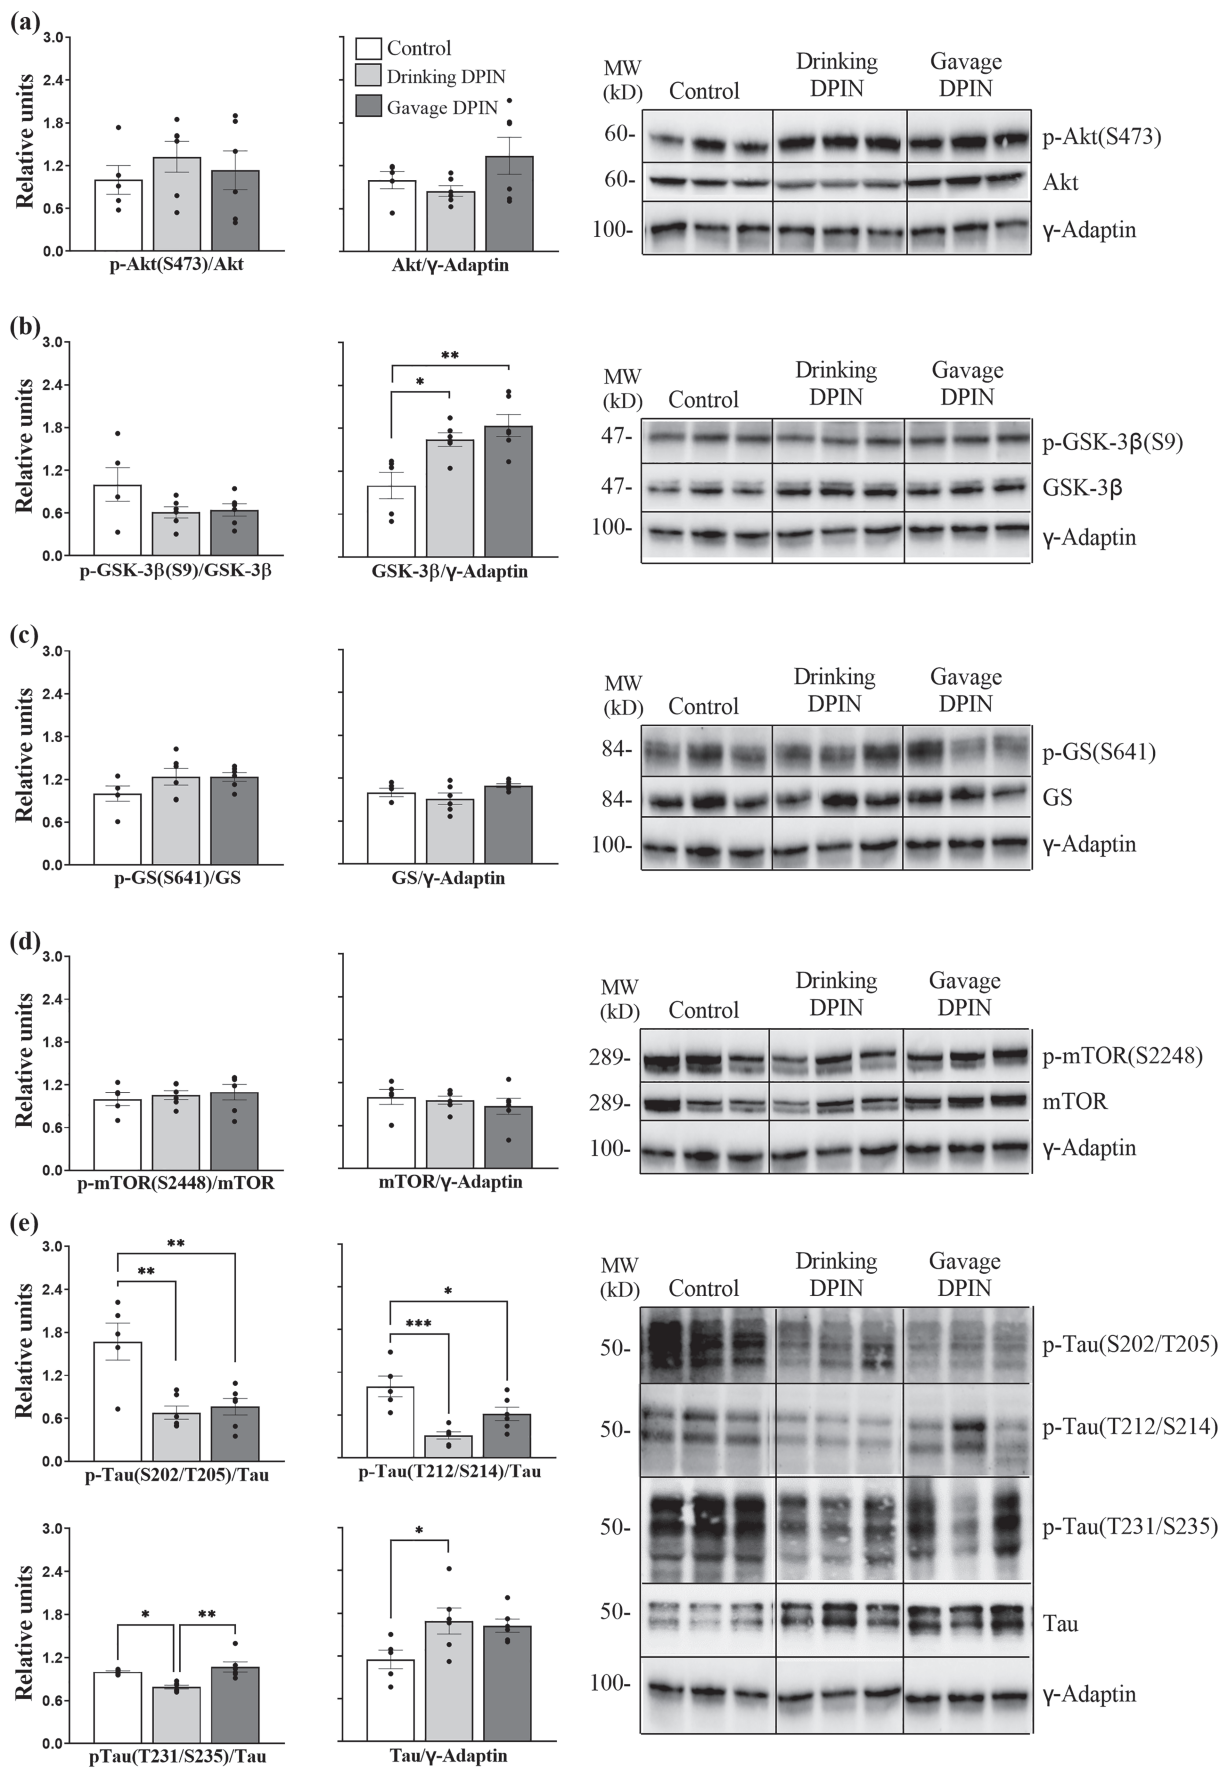 (a)
3.0
2.4
1.8
1.2
0.6
0.0
Relative units
p-Akt(S473)/Akt
Control
Drinking DPIN
Gavage DPIN
Akt/γ-Adaptin
MW
(kD)
Control
Drinking
DPIN
Gavage
DPIN
60-
p-Akt(S473)
60-
Akt
100-
γ-Adaptin
(b)
3.0
2.4
1.8
1.2
0.6
0.0
Relative units
p-GSK-3β(S9)/GSK-3β
**
*
GSK-3β/γ-Adaptin
MW
(kD)
Control
Drinking
DPIN
Gavage
DPIN
47-
p-GSK-3β(S9)
47-
GSK-3β
100-
γ-Adaptin
(c)
3.0
2.4
1.8
1.2
0.6
0.0
Relative units
p-GS(S641)/GS
GS/γ-Adaptin
MW
(kD)
Control
Drinking
DPIN
Gavage
DPIN
84-
p-GS(S641)
84-
GS
100-
γ-Adaptin
(d)
3.0
2.4
1.8
1.2
0.6
0.0
Relative units
p-mTOR(S2448)/mTOR
mTOR/γ-Adaptin
MW
(kD)
Control
Drinking
DPIN
Gavage
DPIN
289-
p-mTOR(S2248)
289-
mTOR
100-
γ-Adaptin
(e)
3.0
2.4
1.8
1.2
0.6
0.0
Relative units
**
**
p-Tau(S202/T205)/Tau
*
***
p-Tau(T212/S214)/Tau
3.0
2.4
1.8
1.2
0.6
0.0
Relative units
*
**
pTau(T231/S235)/Tau
*
Tau/γ-Adaptin
MW
(kD)
Control
Drinking
DPIN
Gavage
DPIN
50-
p-Tau(S202/T205)
50-
p-Tau(T212/S214)
50-
p-Tau(T231/S235)
50-
Tau
100-
γ-Adaptin